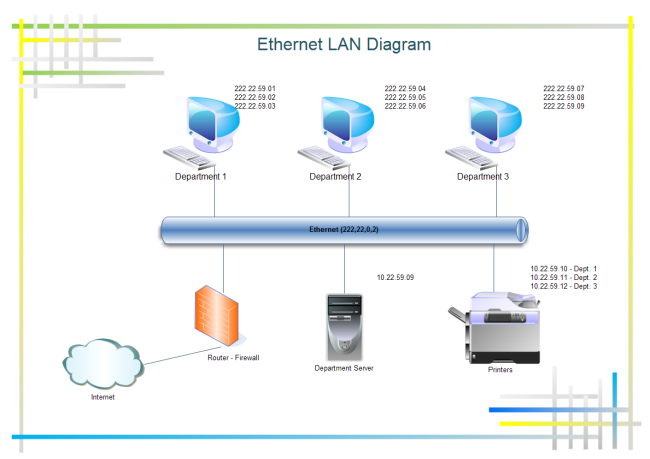 Ethernet LAN Diagram
222.22.59.01
222.22.59.02
222.22.59.03
222.22.59.04
222.22.59.05
222.22.59.06
222.22.59.07
222.22.59.08
222.22.59.09
Department 1
Department 2
Department 3
Ethernet (222,22,0,2)
10.22.59.09
10.22.59.10 - Dept. 1
10.22.59.11 - Dept. 2
10.22.59.12 - Dept. 3
Router - Firewall
Department Server
Printers
Internet